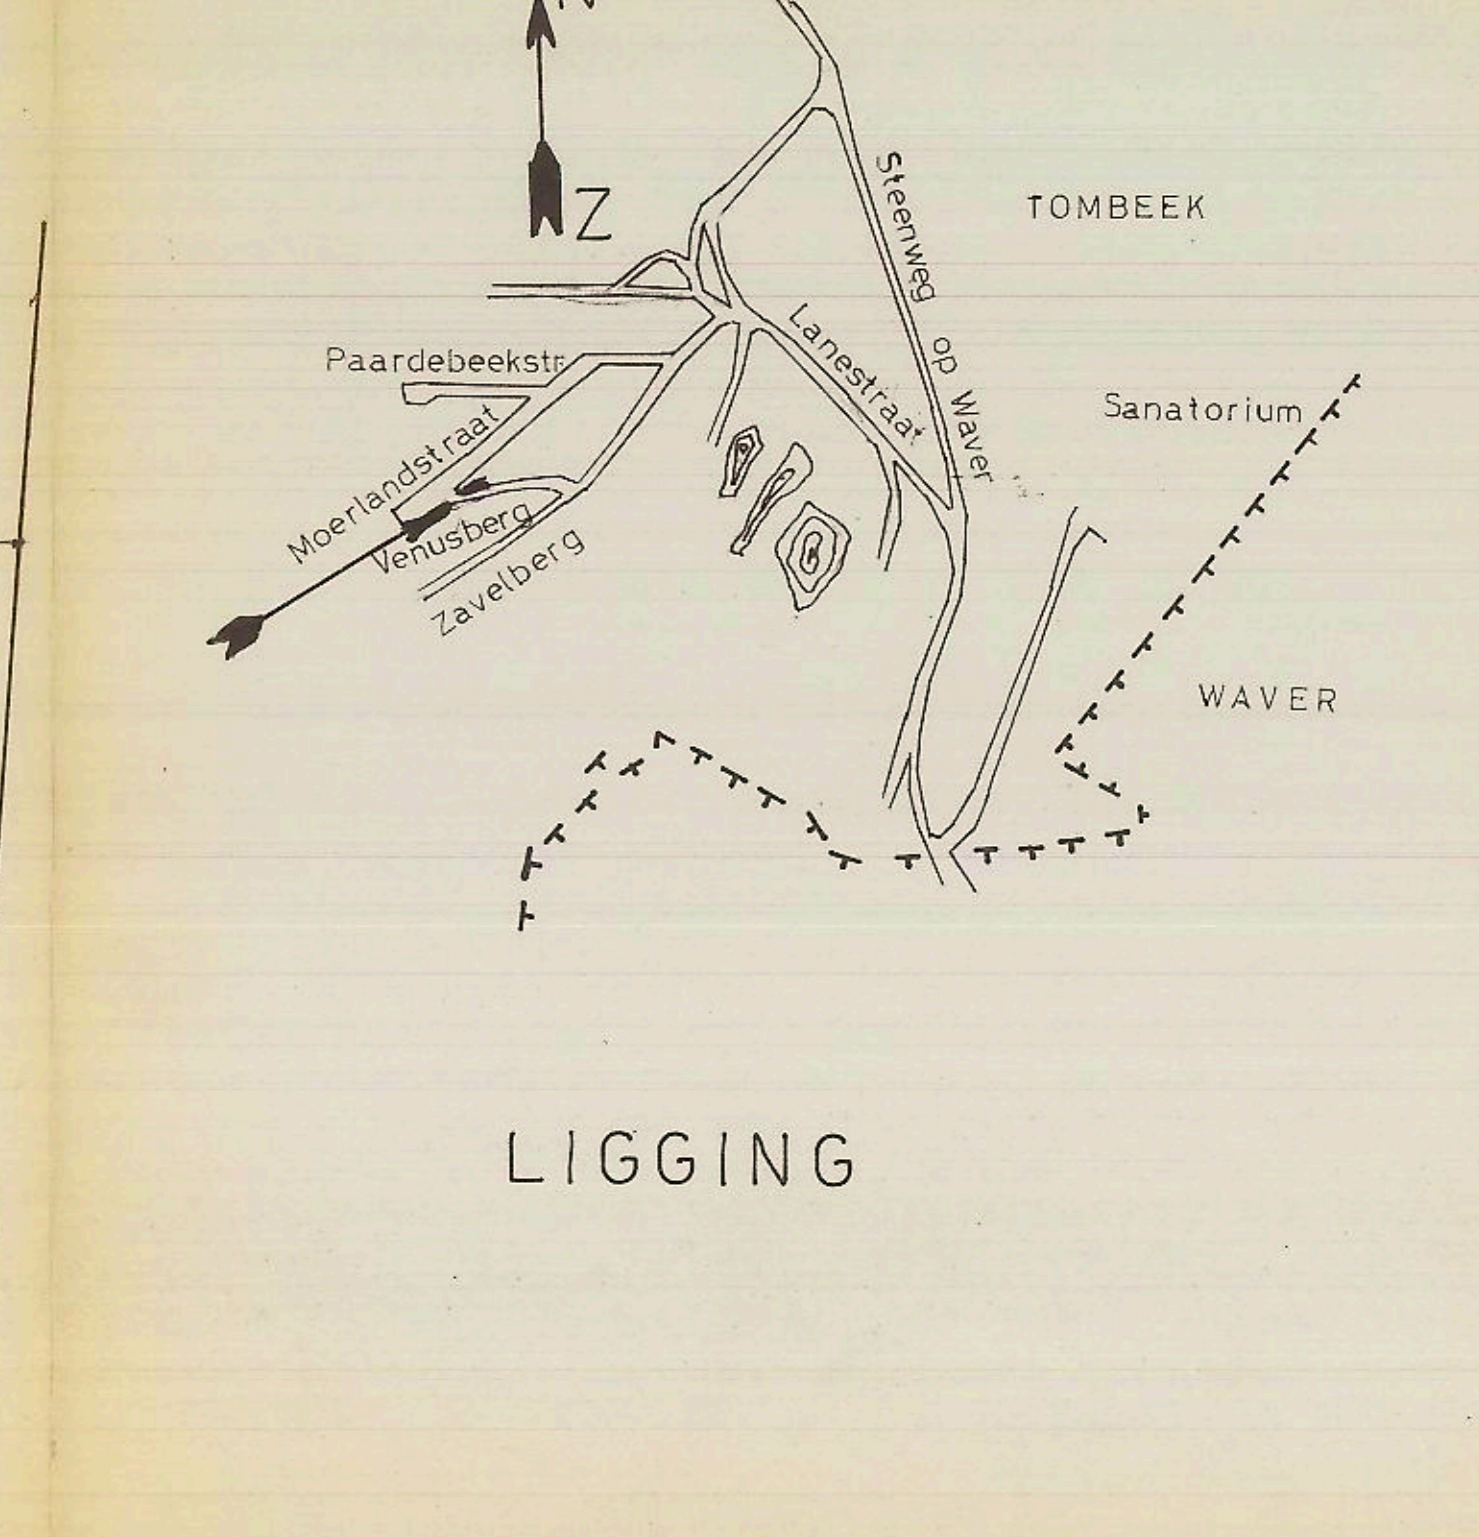 N
Z
Steenweg op Waver
TOMBEEK
Lanestraat
Paardebeekstr.
Sanatorium
Moerlandstraat
Venusberg
Zavelberg
WAVER
LIGGING